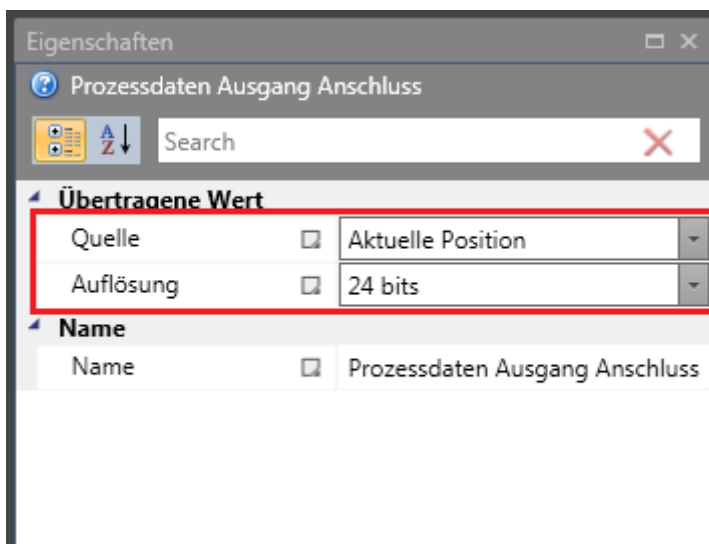 Eigenschaften
Prozessdaten Ausgang Anschluss
A Z Search
Übertragene Wert
Quelle Aktuelle Position
Auflösung 24 bits
Name
Name Prozessdaten Ausgang Anschluss